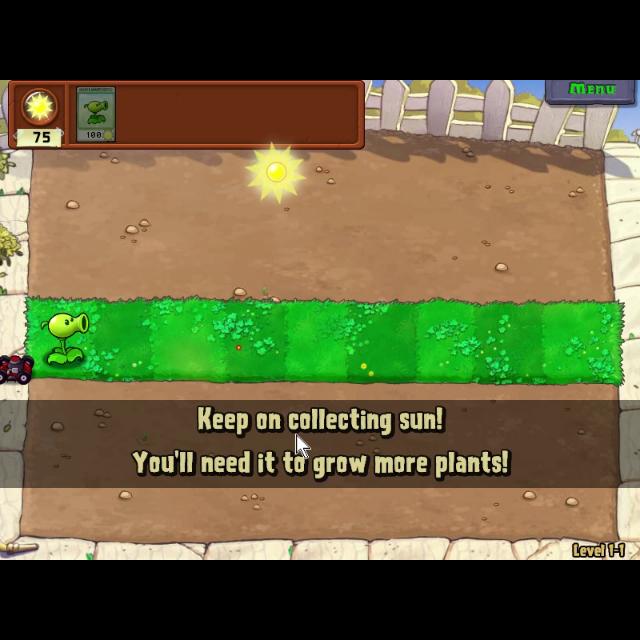 MENU
75
100
Keep on collecting sun!
You'll need it to grow more plants!
Level 1-1